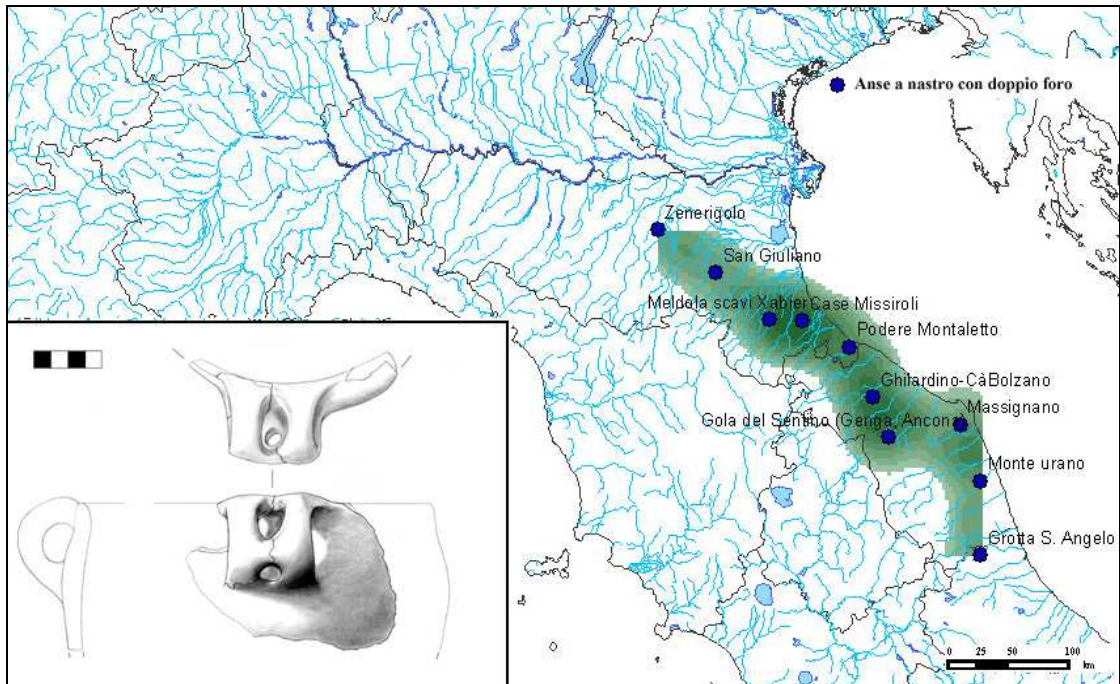 Anse a nastro con doppio foro
Zenerigolo
San Giuliano
Meldola scavi Xabier
Case Missiroli
Podere Montaletto
Ghilardino-CàBolzano
Massignano
Gola del Sentino (Genga, Ancona)
Monte urano
Grotta S. Angelo
0 25 50 100
km